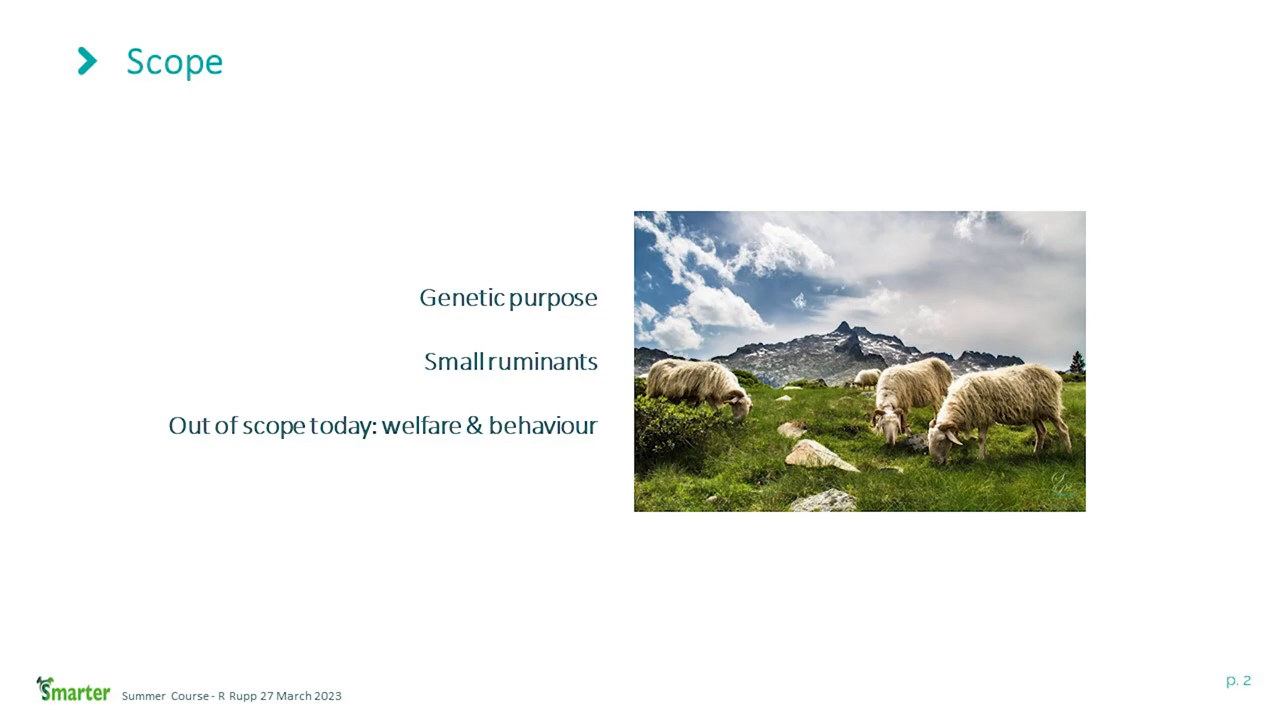 Scope
Genetic purpose
Small ruminants
Out of scope today: welfare & behaviour
Smarter
Summer Course - R Rupp 27 March 2023
p. 2